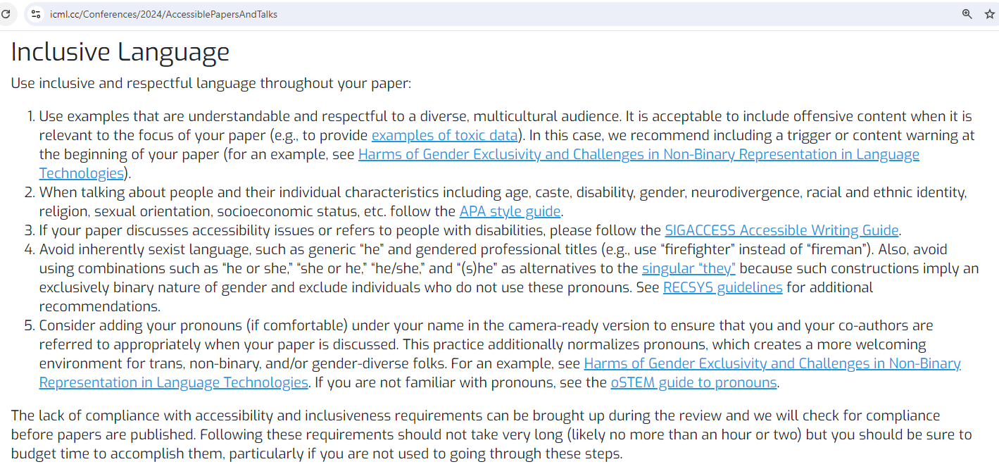 icml.cc/Conferences/2024/AccessiblePapersAndTalks
Inclusive Language
Use inclusive and respectful language throughout your paper:
1. Use examples that are understandable and respectful to a diverse, multicultural audience. It is acceptable to include offensive content when it is
relevant to the focus of your paper (e.g., to provide examples of toxic data). In this case, we recommend including a trigger or content warning at
the beginning of your paper (for an example, see Harms of Gender Exclusivity and Challenges in Non-Binary Representation in Language
Technologies).
2. When talking about people and their individual characteristics including age, caste, disability, gender, neurodivergence, racial and ethnic identity,
religion, sexual orientation, socioeconomic status, etc. follow the APA style guide.
3. If your paper discusses accessibility issues or refers to people with disabilities, please follow the SIGACCESS Accessible Writing Guide.
4. Avoid inherently sexist language, such as generic “he” and gendered professional titles (e.g., use “firefighter” instead of “fireman”). Also, avoid
using combinations such as “he or she,” “she or he,” “he/she,” and “(s)he” as alternatives to the singular “they” because such constructions imply an
exclusively binary nature of gender and exclude individuals who do not use these pronouns. See RECSYS guidelines for additional
recommendations.
5. Consider adding your pronouns (if comfortable) under your name in the camera-ready version to ensure that you and your co-authors are
referred to appropriately when your paper is discussed. This practice additionally normalizes pronouns, which creates a more welcoming
environment for trans, non-binary, and/or gender-diverse folks. For an example, see Harms of Gender Exclusivity and Challenges in Non-Binary
Representation in Language Technologies. If you are not familiar with pronouns, see the oSTEM guide to pronouns.
The lack of compliance with accessibility and inclusiveness requirements can be brought up during the review and we will check for compliance
before papers are published. Following these requirements should not take very long (likely no more than an hour or two) but you should be sure to
budget time to accomplish them, particularly if you are not used to going through these steps.